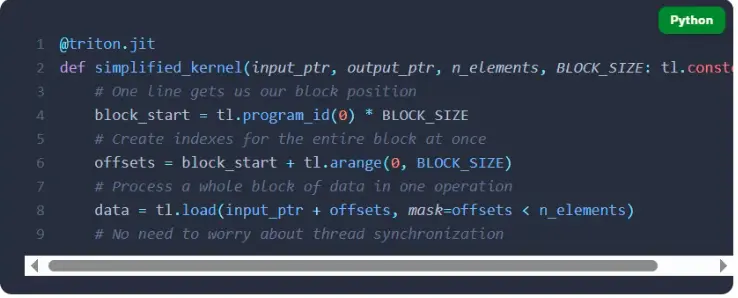 Python
1 @triton.jit
2 def simplified_kernel(input_ptr, output_ptr, n_elements, BLOCK_SIZE: tl.const
3 # One line gets us our block position
4 block_start = tl.program_id(0) * BLOCK_SIZE
5 # Create indexes for the entire block at once
6 offsets = block_start + tl.arange(0, BLOCK_SIZE)
7 # Process a whole block of data in one operation
8 data = tl.load(input_ptr + offsets, mask=offsets < n_elements)
9 # No need to worry about thread synchronization